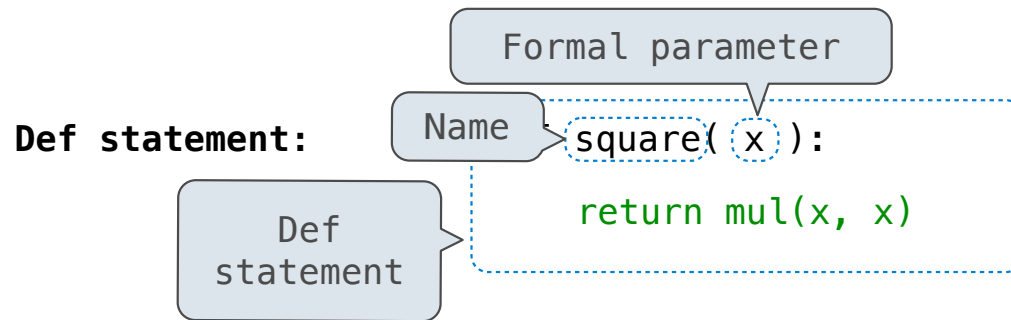 Formal parameter
Def statement: Name square( x ):
return mul(x, x)
Def
statement